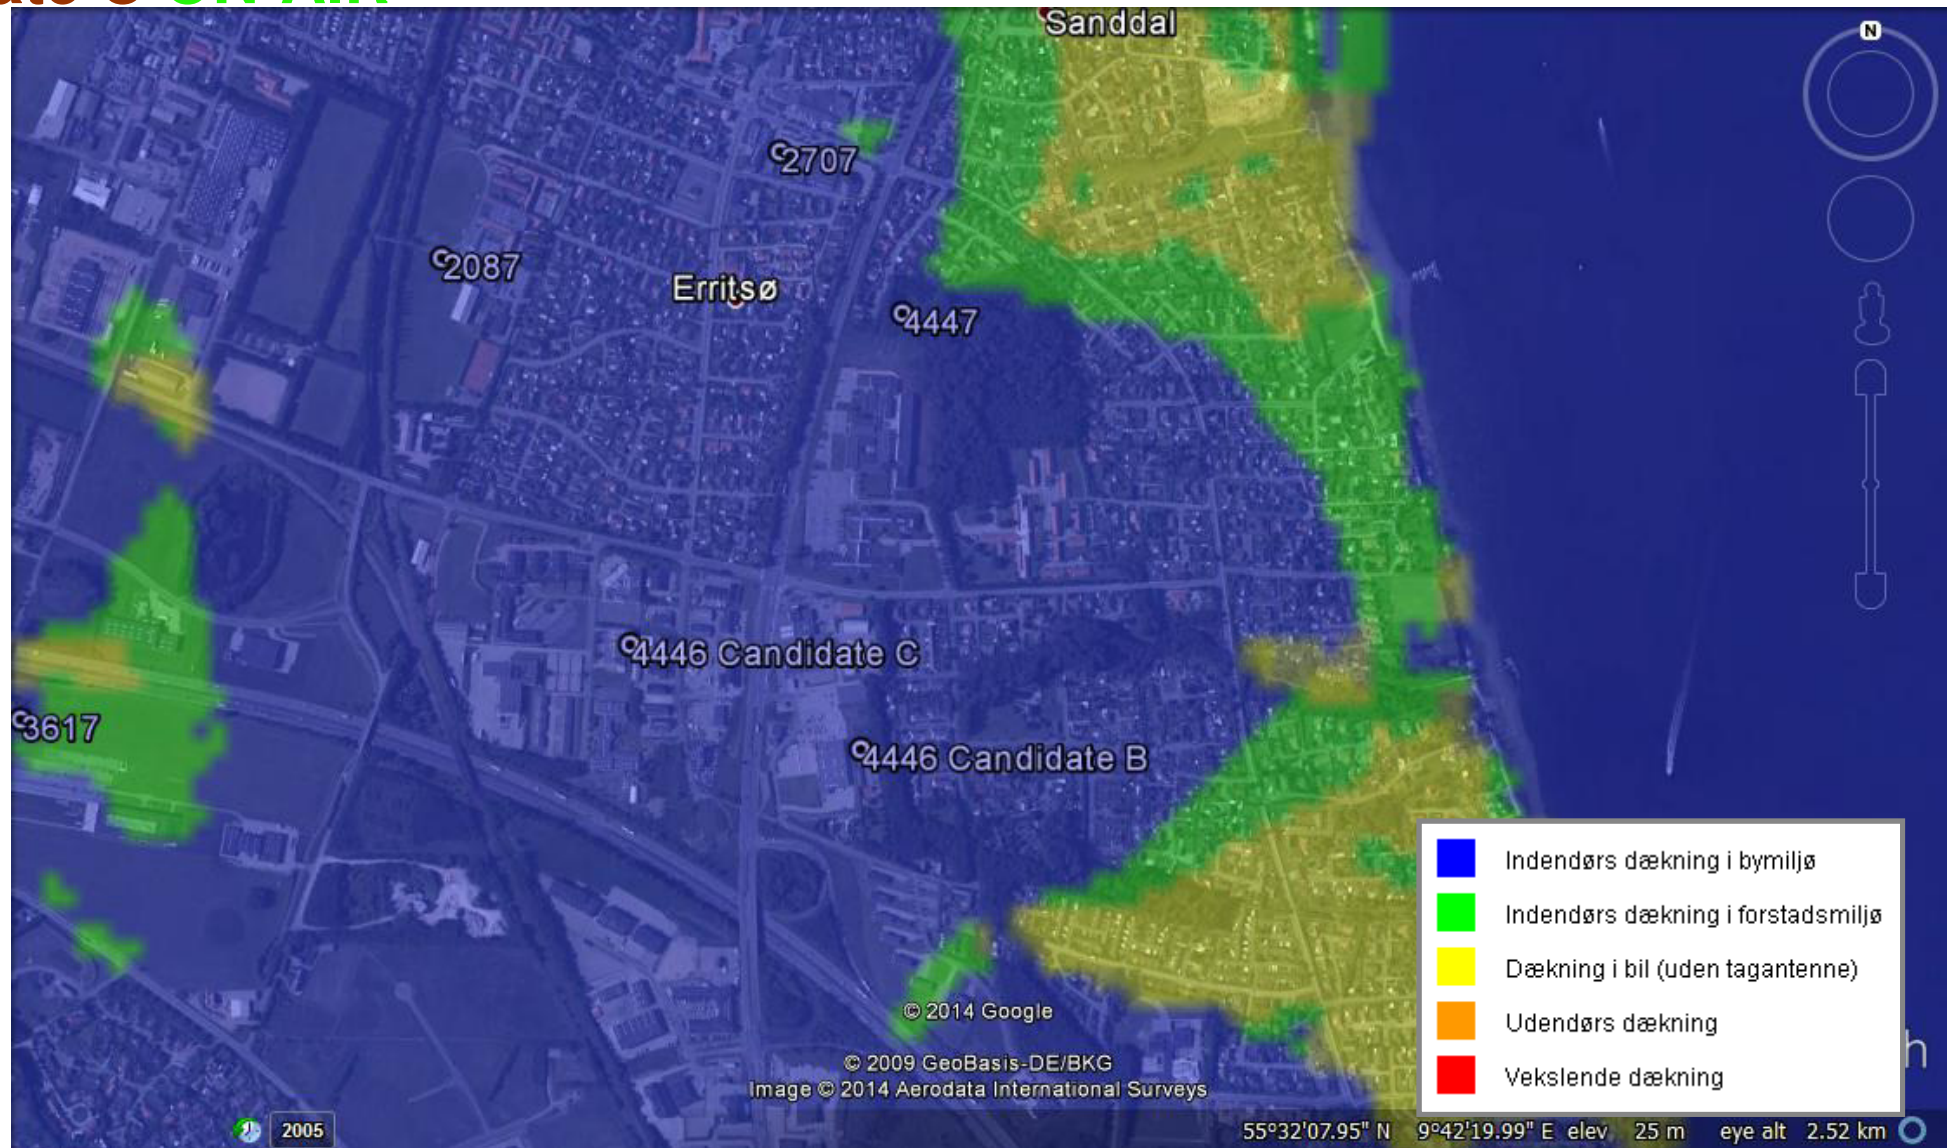 ON AIR
Sanddal
N
2707
2087
Erritsø
4447
4446 Candidate C
3617
4446 Candidate B
Indendørs dækning i bymiljø
Indendørs dækning i forstadsmiljø
Dækning i bil (uden tagantenne)
Udendørs dækning
Vekslende dækning
© 2014 Google
© 2009 GeoBasis-DE/BKG
Image © 2014 Aerodata International Surveys
2005
55°32'07.95" N 9°42'19.99" E elev 25 m eye alt 2.52 km